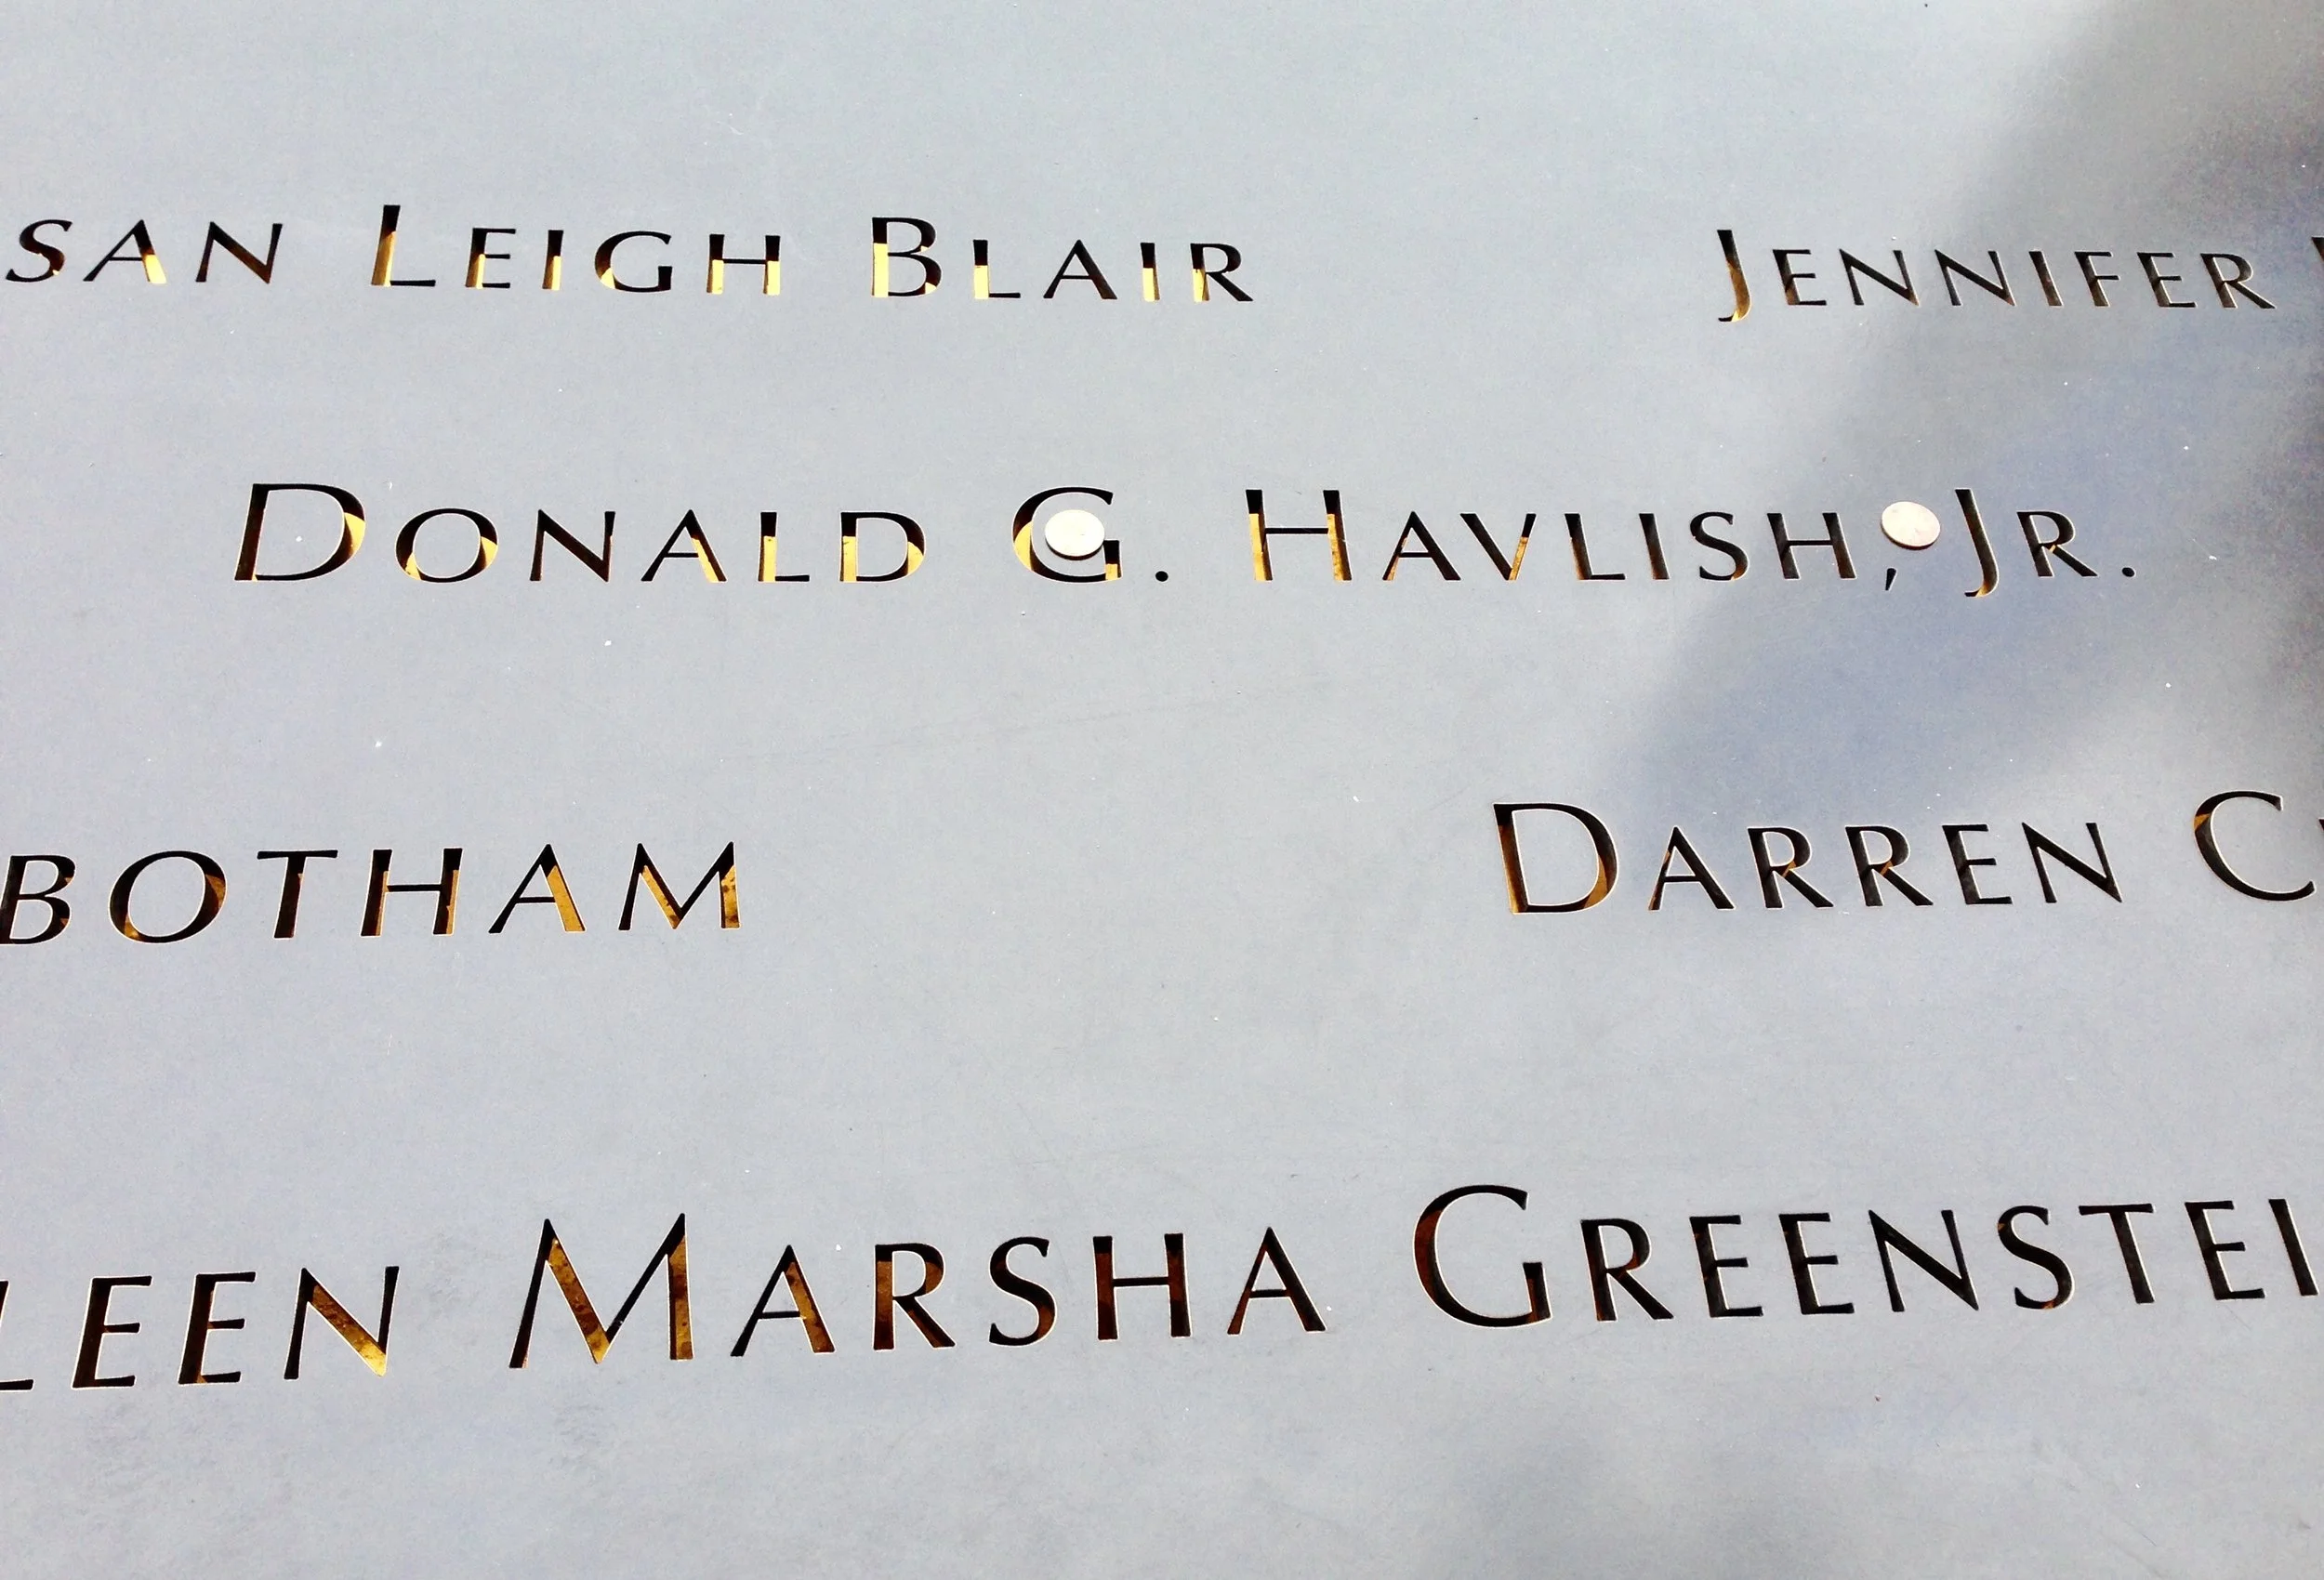 SAN LEIGH BLAIR JENNIFER
DONALD G. HAVLISH, JR.
BOTHAM DARREN C
LEEN MARSHA GREENSTEI